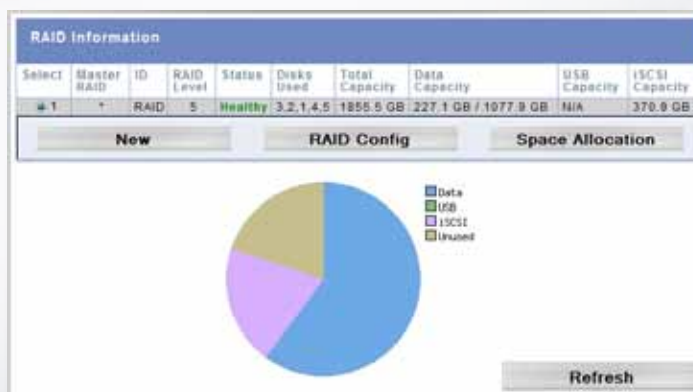 RAID Information
Select Master RAID ID RAID Level Status Disks Used Total Capacity Data Capacity USB Capacity iSCSI Capacity
1 * RAID 5 Healthy 3,2,1,4,5 1855.5 GB 227.1 GB / 1077.9 GB N/A 370.9 GB
New RAID Config Space Allocation
Data
USB
iSCSI
Unused
Refresh